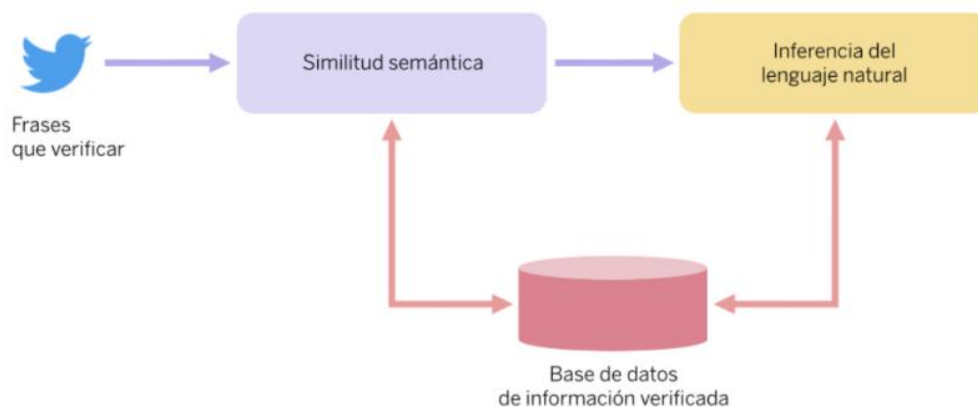 Frases
que verificar
Similitud semántica
Inferencia del
lenguaje natural
Base de datos
de información verificada